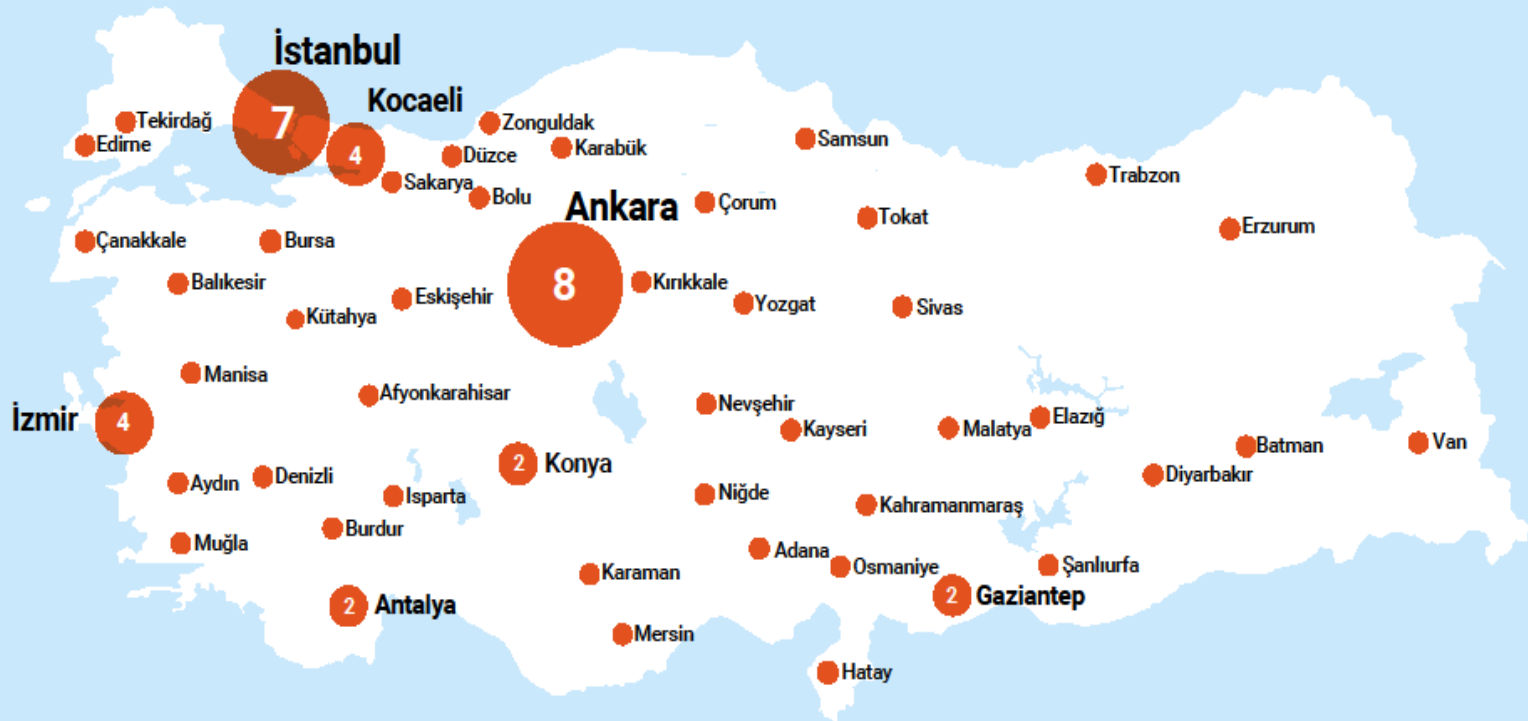 İstanbul
7
Kocaeli
4
Tekirdağ
Edirne
Zonguldak
Karabük
Düzce
Samsun
Sakarya
Bolu
Trabzon
Ankara
8
Çorum
Tokat
Erzurum
Çanakkale
Bursa
Balıkesir
Kırıkkale
Eskişehir
Yozgat
Sivas
Kütahya
Manisa
Afyonkarahisar
Nevşehir
Kayseri
Malatya
Elazığ
Batman
Van
İzmir
4
2
Konya
Diyarbakır
Aydın
Denizli
Isparta
Niğde
Kahramanmaraş
Burdur
Muğla
Adana
Osmaniye
Şanlıurfa
Karaman
2
Antalya
2
Gaziantep
Mersin
Hatay